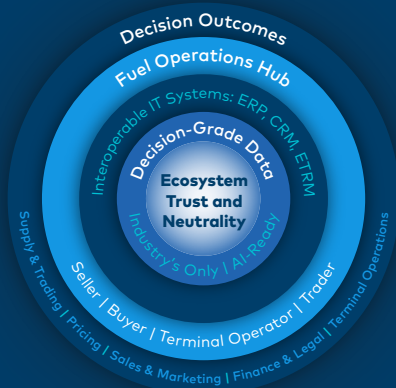 Decision Outcomes
Fuel Operations Hub
Interoperable IT Systems: ERP, CRM, ETRM
Decision-Grade Data
Ecosystem
Trust and
Neutrality
Industry's Only | AI-Ready
Seller | Buyer | Terminal Operator | Trader
Supply & Trading | Pricing | Sales & Marketing | Finance & Legal | Terminal Operations